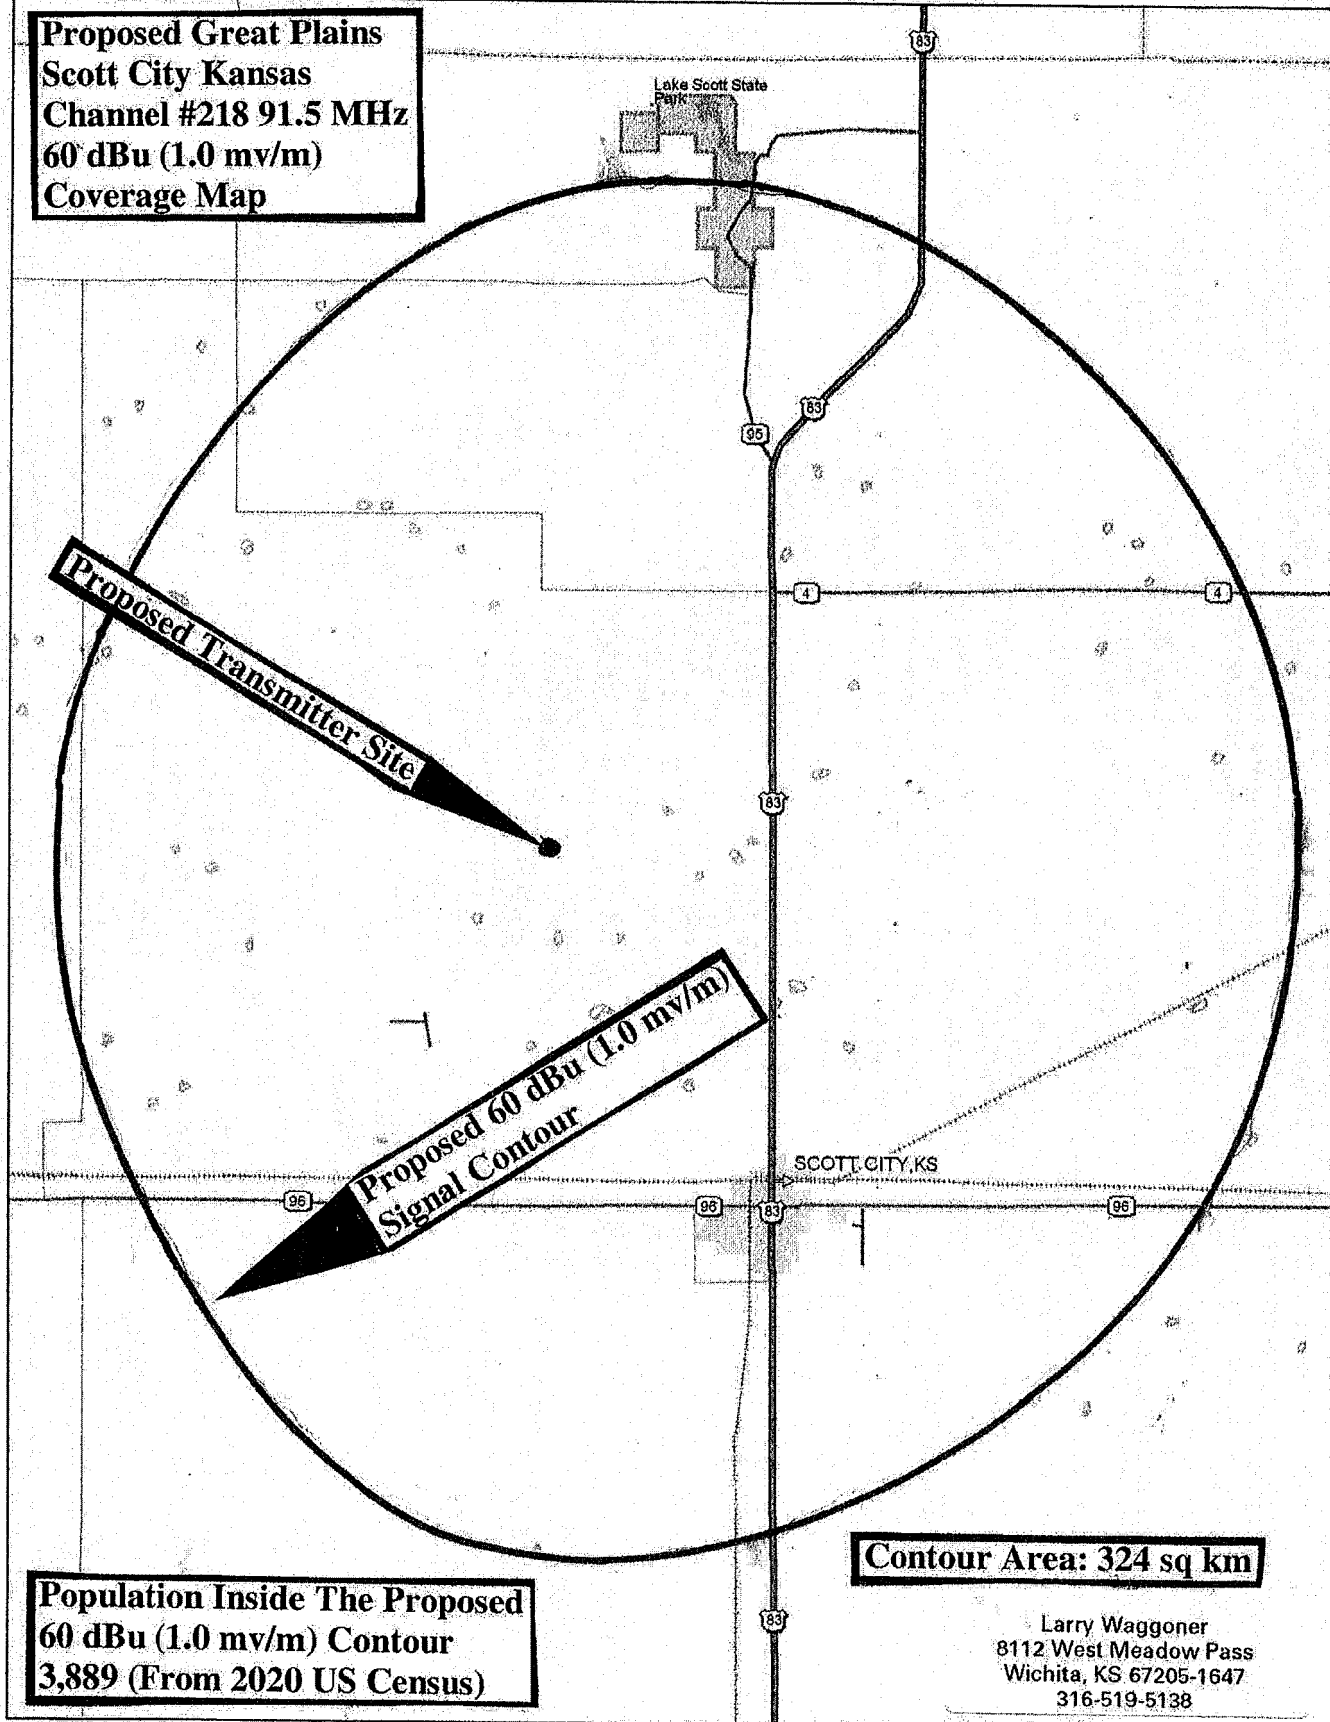 Proposed Great Plains
Scott City Kansas
Channel #218 91.5 MHz
60 dBu (1.0 mv/m)
Coverage Map
83
Lake Scott State
Park
83
95
4
4
Proposed Transmitter Site
83
Proposed 60 dBu (1.0 mv/m)
Signal Contour
SCOTT CITY, KS
96
96
83
96
Contour Area: 324 sq km
Population Inside The Proposed
60 dBu (1.0 mv/m) Contour
3,889 (From 2020 US Census)
83
Larry Waggoner
8112 West Meadow Pass
Wichita, KS 67205-1647
316-519-5138